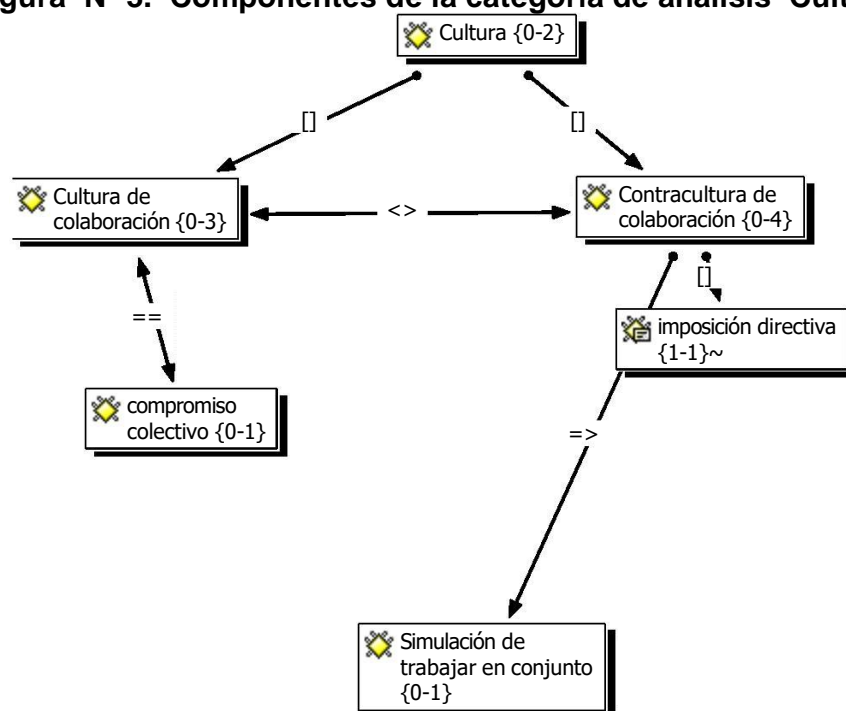 gura N° 3. Componentes de la categoría de análisis "Cult
Cultura {0-2}
[]
[]
Cultura de
colaboración {0-3}
<>
Contracultura de
colaboración {0-4}
[]
==
imposición directiva
{1-1}~
compromiso
colectivo {0-1}
=>
Simulación de
trabajar en conjunto
{0-1}